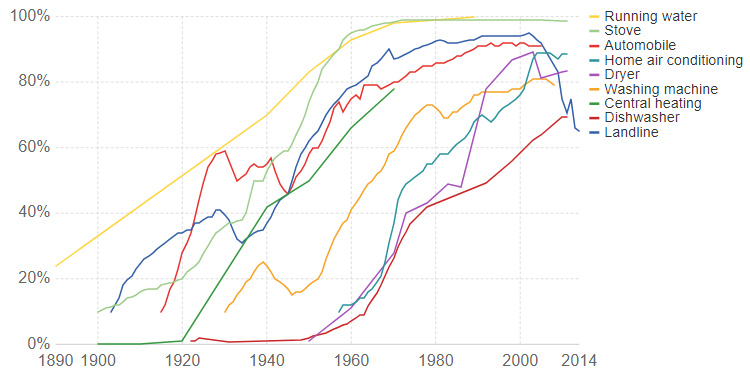 100%
80%
60%
40%
20%
0%
1890 1900 1920 1940 1960 1980 2000 2014
Running water
Stove
Automobile
Home air conditioning
Dryer
Washing machine
Central heating
Dishwasher
Landline